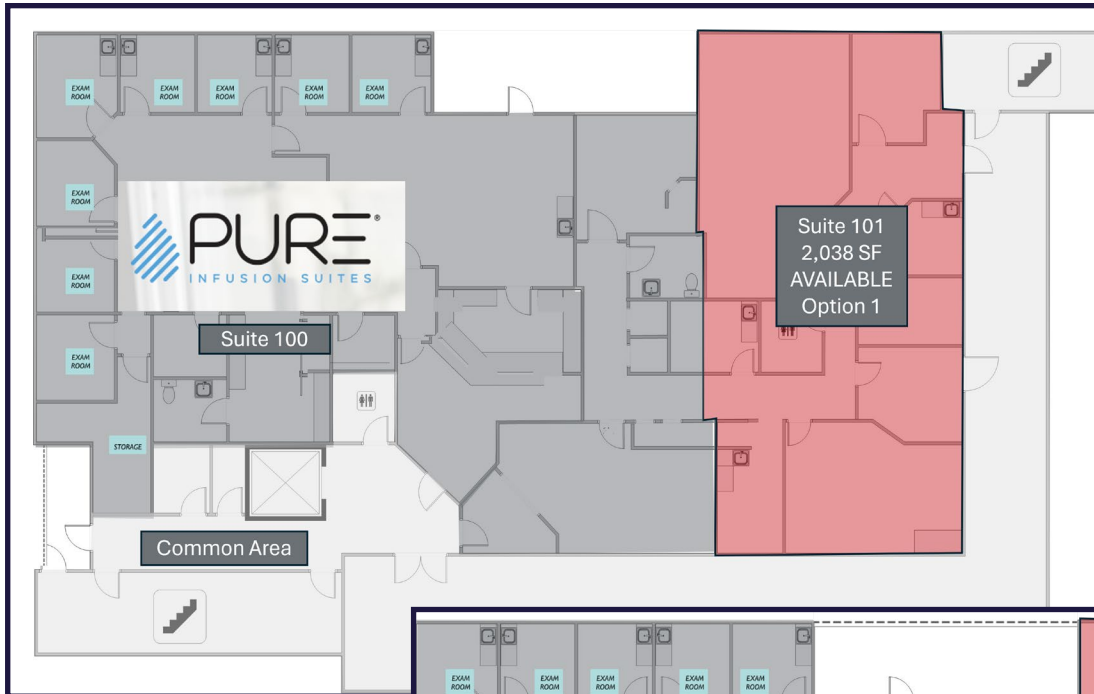 EXAM
ROOM
EXAM
ROOM
EXAM
ROOM
EXAM
ROOM
EXAM
ROOM
EXAM
ROOM
PURE®
INFUSION SUITES
Suite 101
2,038 SF
AVAILABLE
Option 1
EXAM
ROOM
Suite 100
EXAM
ROOM
STORAGE
Common Area
EXAM
ROOM
EXAM
ROOM
EXAM
ROOM
EXAM
ROOM
EXAM
ROOM